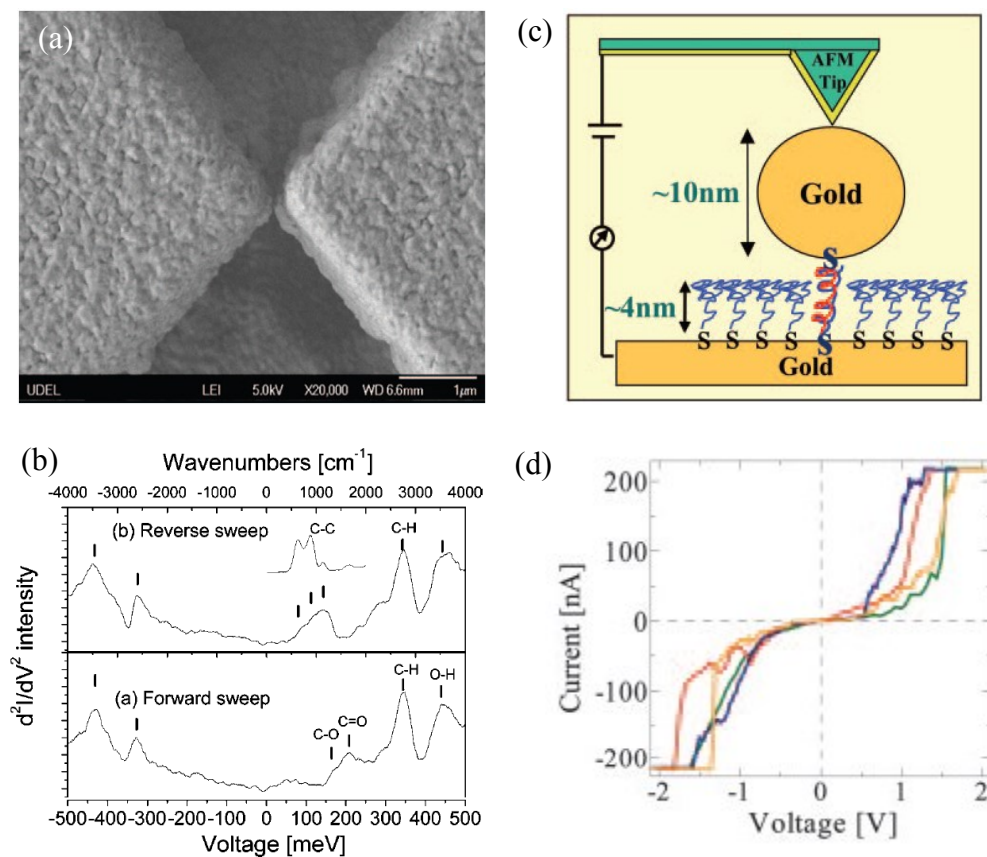 (a)
UDEL LEI 5.0kV X20,000 WD 6.6mm 1μm
(c)
AFM
Tip
~10nm
Gold
S
~4nm
S S S S S S S S S
Gold
(b)
Wavenumbers [cm⁻¹]
-4000 -3000 -2000 -1000 0 1000 2000 3000 4000
(b) Reverse sweep
C-C
C-H
d²I/dV² intensity
(a) Forward sweep
C-O
C=O
C-H
O-H
-500 -400 -300 -200 -100 0 100 200 300 400 500
Voltage [meV]
(d)
Current [nA]
200
100
0
-100
-200
-2 -1 0 1 2
Voltage [V]